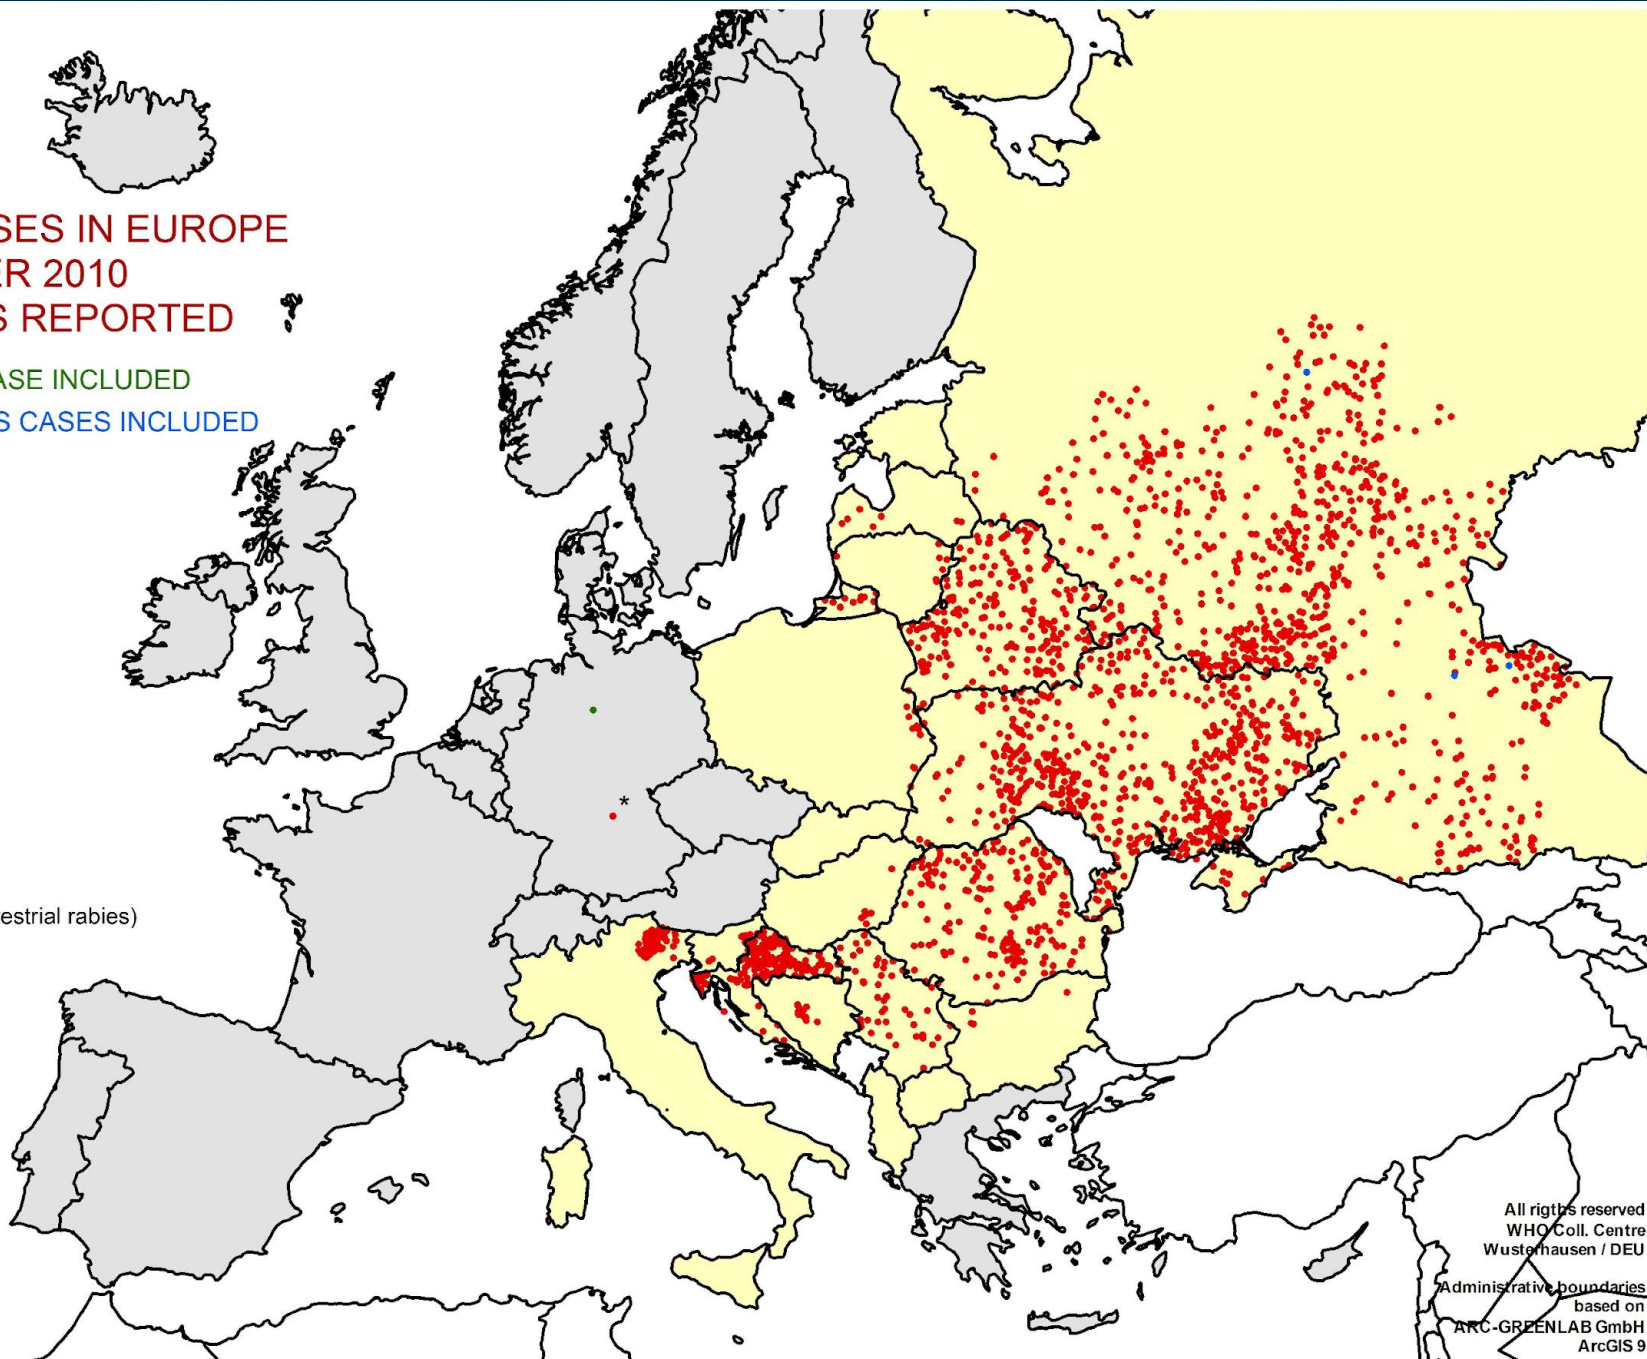 SES IN EUROPE
ER 2010
S REPORTED
ASE INCLUDED
S CASES INCLUDED
*
estrial rabies)
All rigths reserved
WHO Coll. Centre
Wusterhausen / DEU
Administrative boundaries
based on
ARC-GREENLAB GmbH
ArcGIS 9